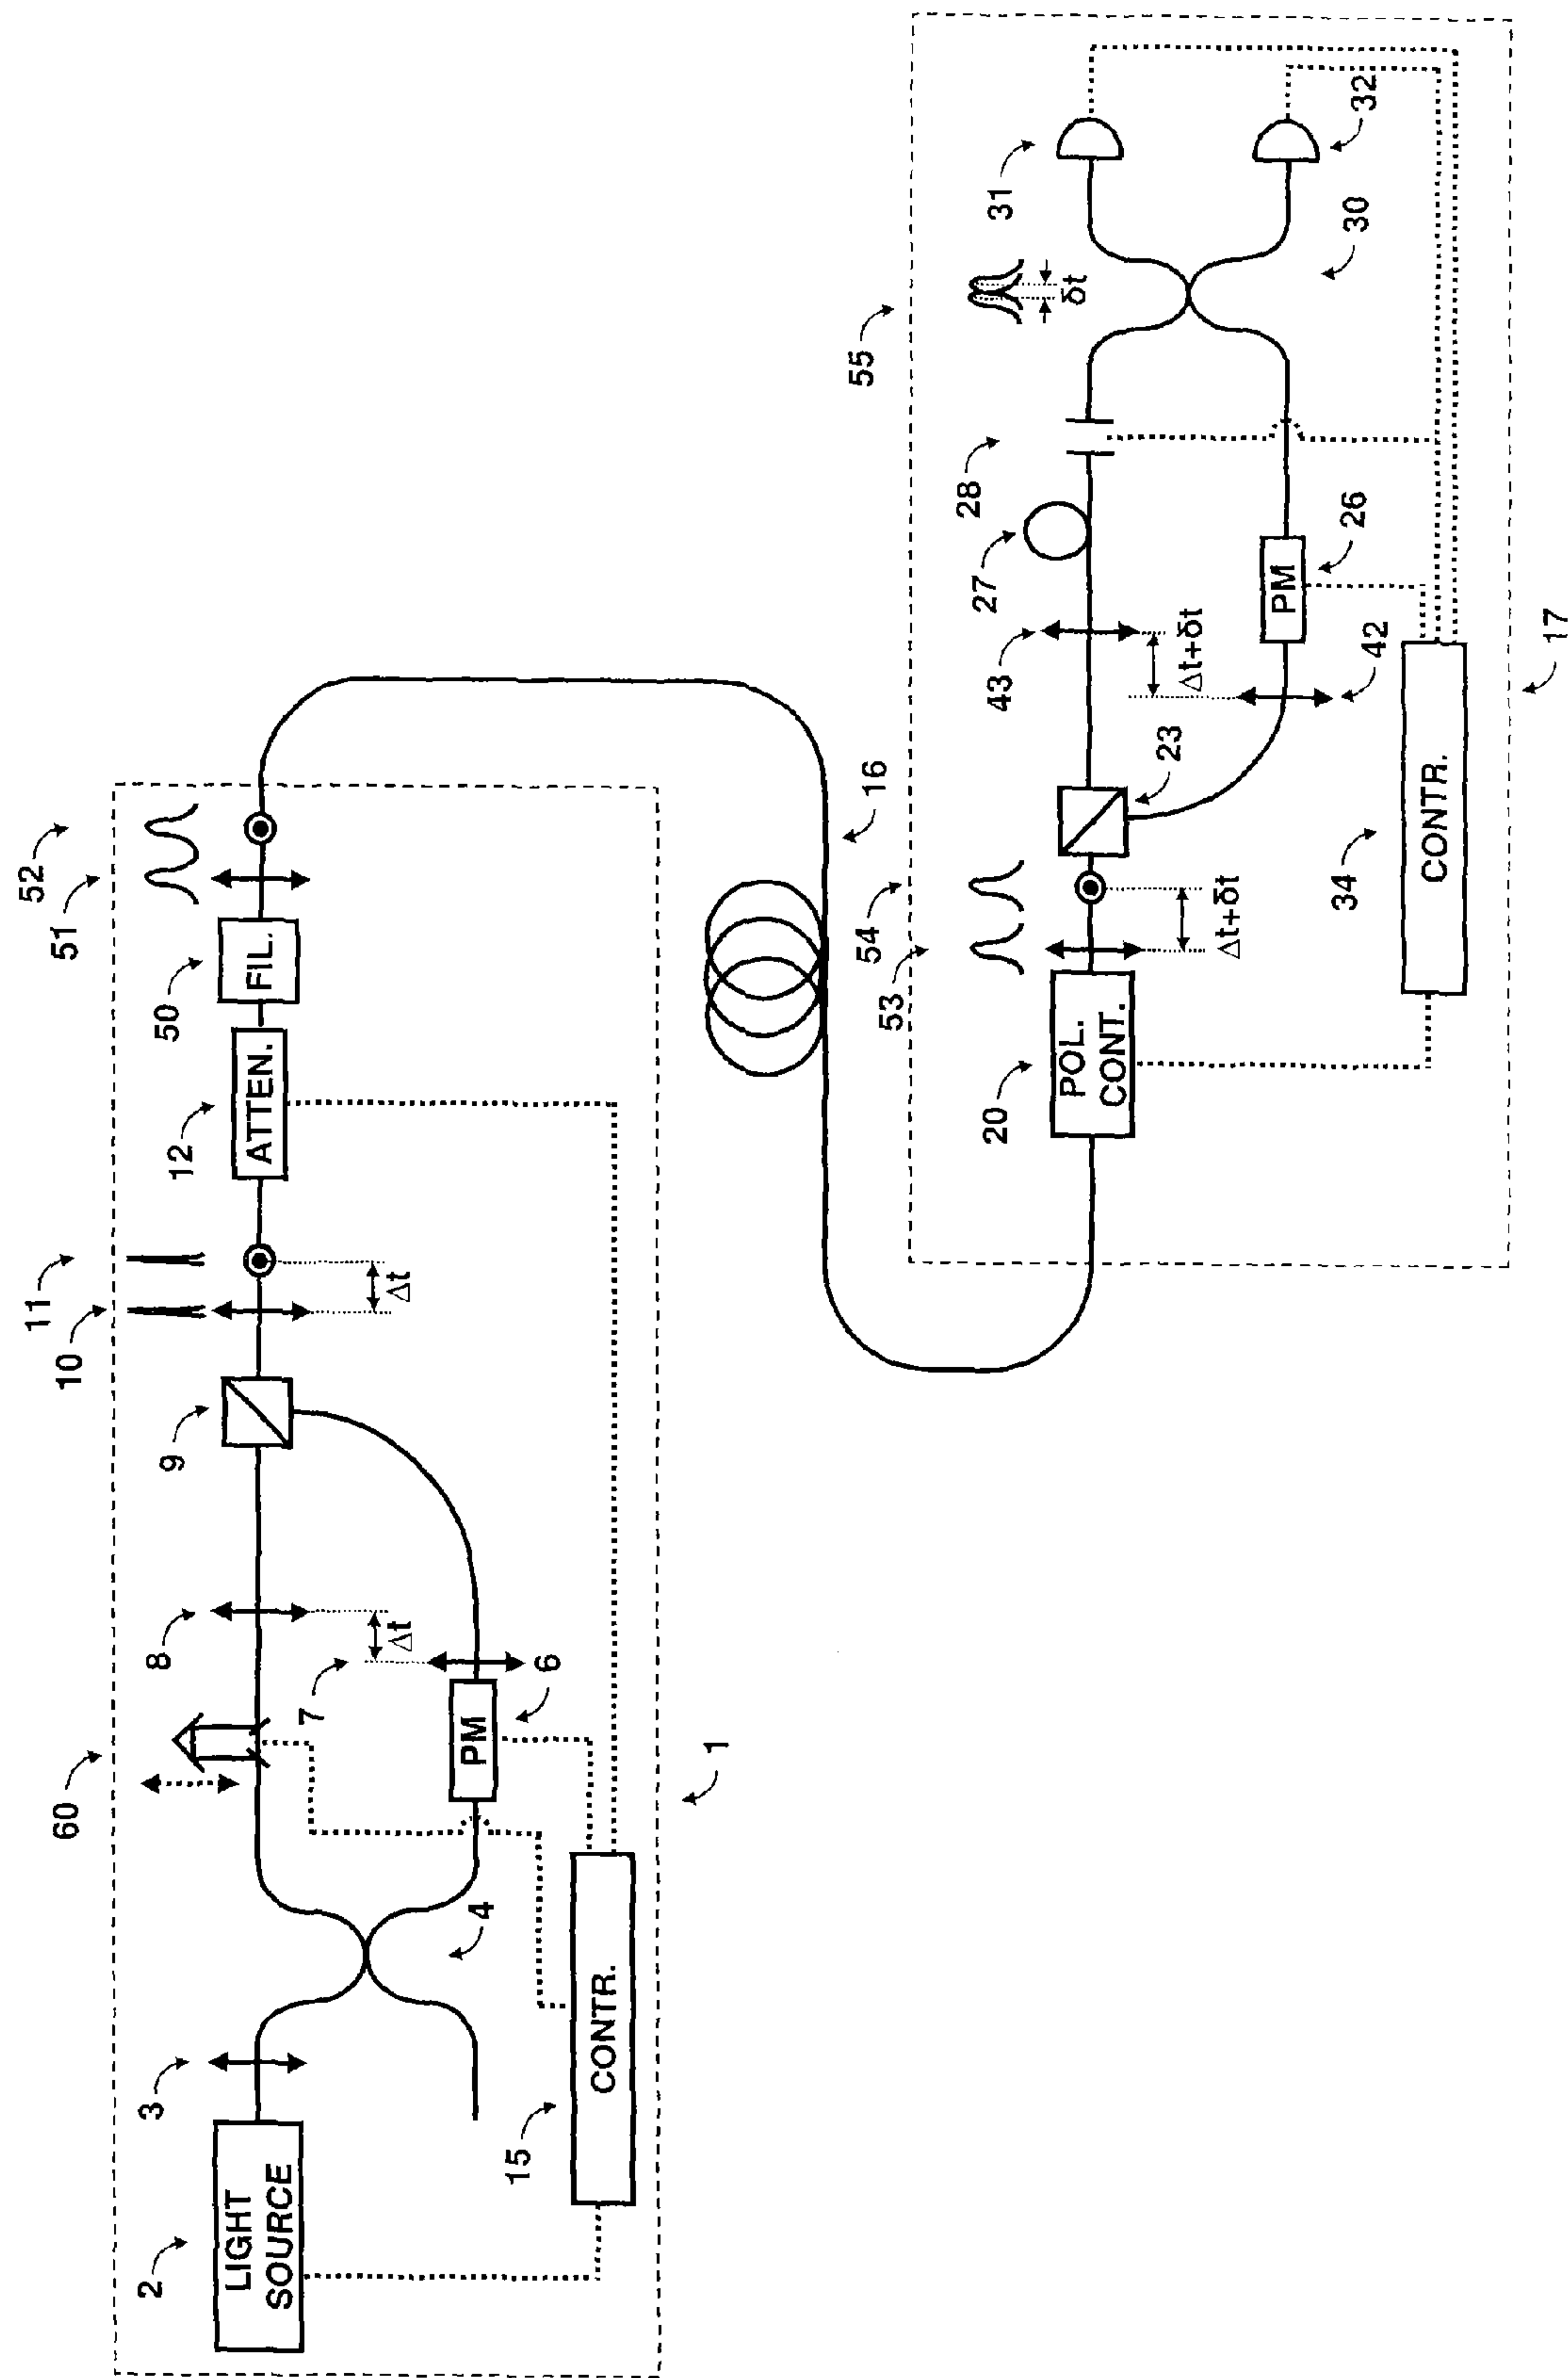 60
8
9
10
11
12
50
51
52
2
LIGHT
SOURCE
3
Δt
Δt
ATTEN.
FIL.
7
PM
6
4
15
CONTR.
1
16
53
54
55
20
POL.
CONT.
Δt+δt
23
43
27
28
δt
31
Δt+δt
42
PM
26
30
32
34
CONTR.
17